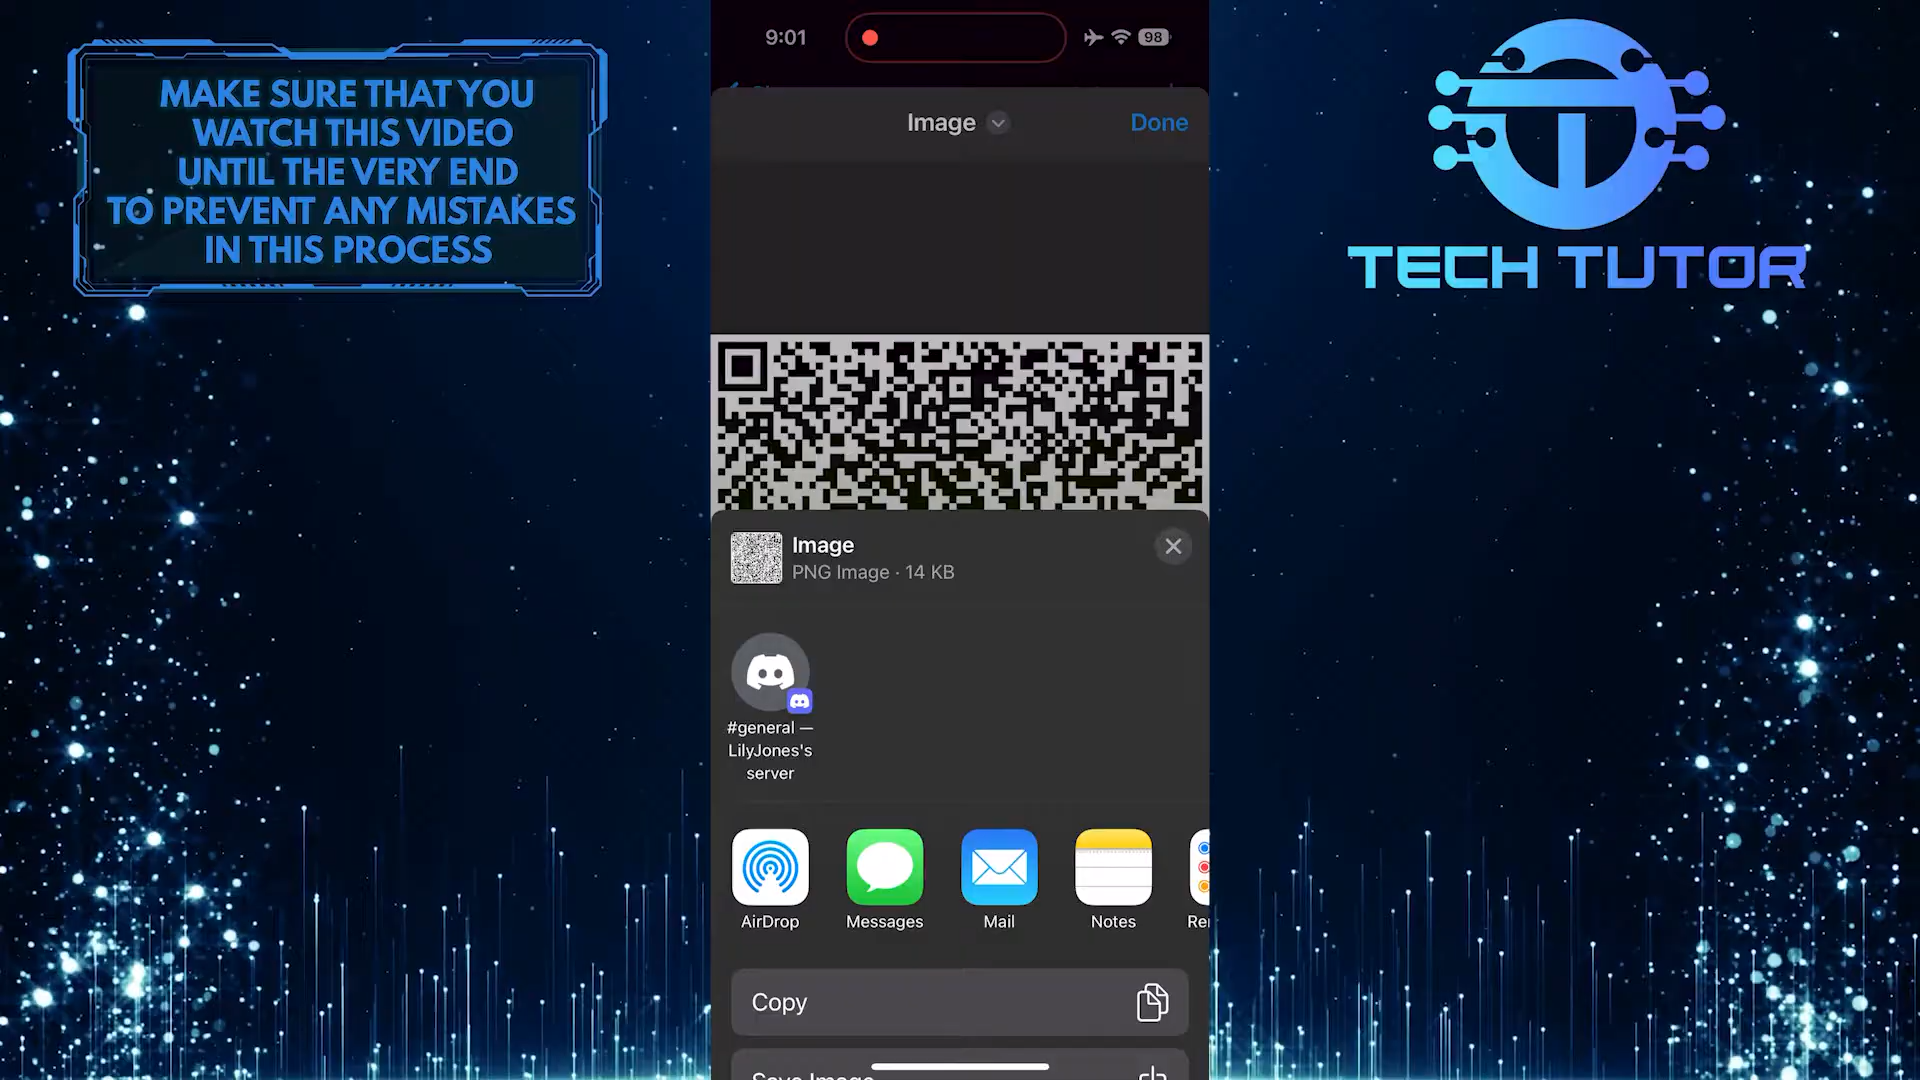 MAKE SURE THAT YOU
WATCH THIS VIDEO
UNTIL THE VERY END
TO PREVENT ANY MISTAKES
IN THIS PROCESS
9:01
98
Image
Done
TECH TUTOR
Image
PNG Image · 14 KB
#general —
LilyJones's
server
AirDrop
Messages
Mail
Notes
Copy
Save Image